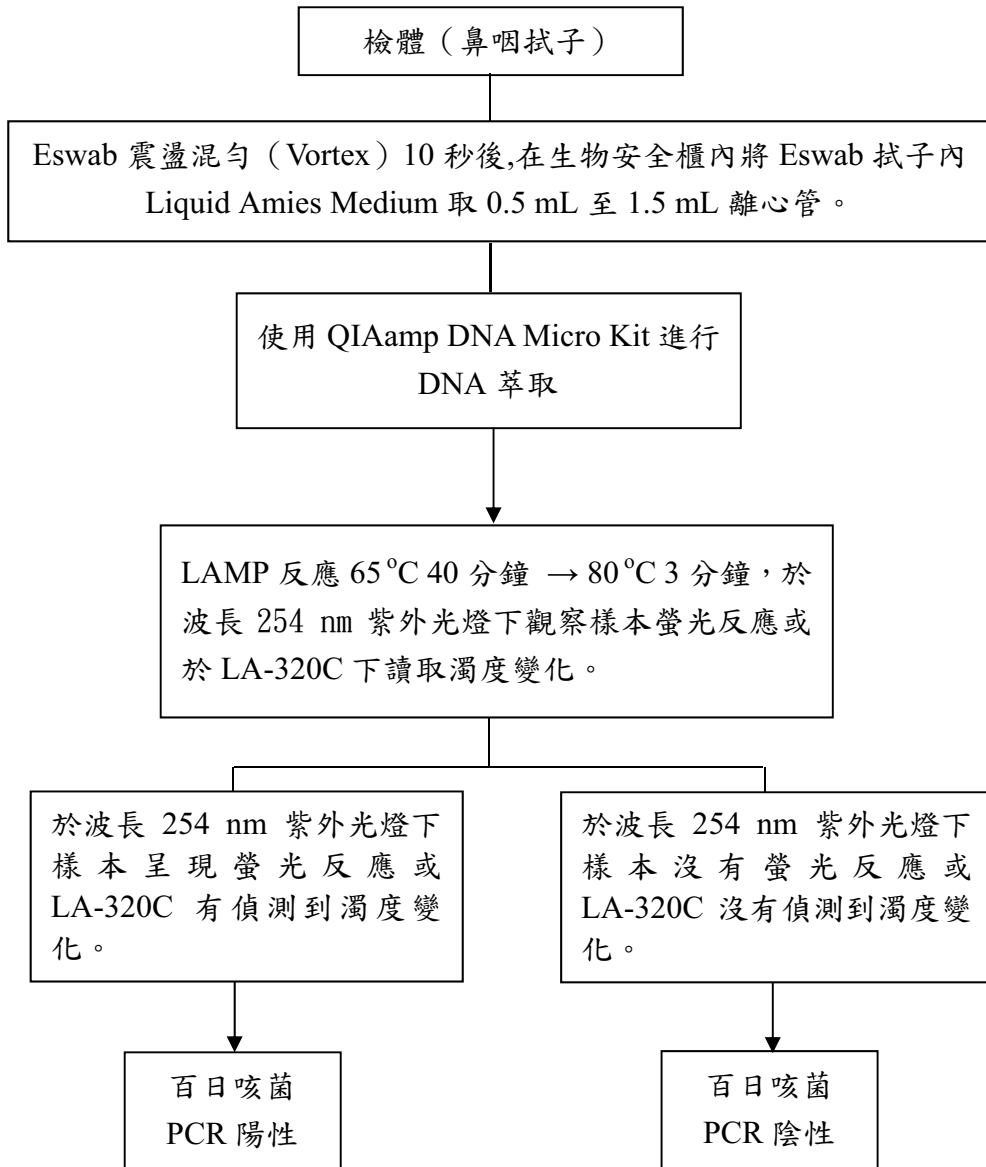 檢體（鼻咽拭子）
Eswab 震盪混勻（Vortex）10 秒後,在生物安全櫃內將 Eswab 拭子內
Liquid Amies Medium 取 0.5 mL 至 1.5 mL 離心管。
使用 QIAamp DNA Micro Kit 進行
DNA 萃取
LAMP 反應 65 °C 40 分鐘 → 80 °C 3 分鐘，於
波長 254 nm 紫外光燈下觀察樣本螢光反應或
於 LA-320C 下讀取濁度變化。
於波長 254 nm 紫外光燈下
樣本呈現螢光反應或
LA-320C 有偵測到濁度變
化。
於波長 254 nm 紫外光燈下
樣本沒有螢光反應或
LA-320C 沒有偵測到濁度變
化。
百日咳菌
PCR 陽性
百日咳菌
PCR 陰性